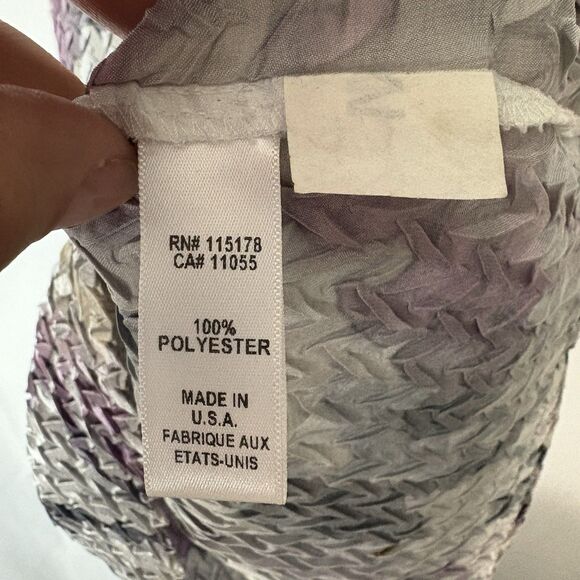 M
RN# 115178
CA# 11055
100%
POLYESTER
MADE IN
U.S.A.
FABRIQUE AUX
ETATS-UNIS